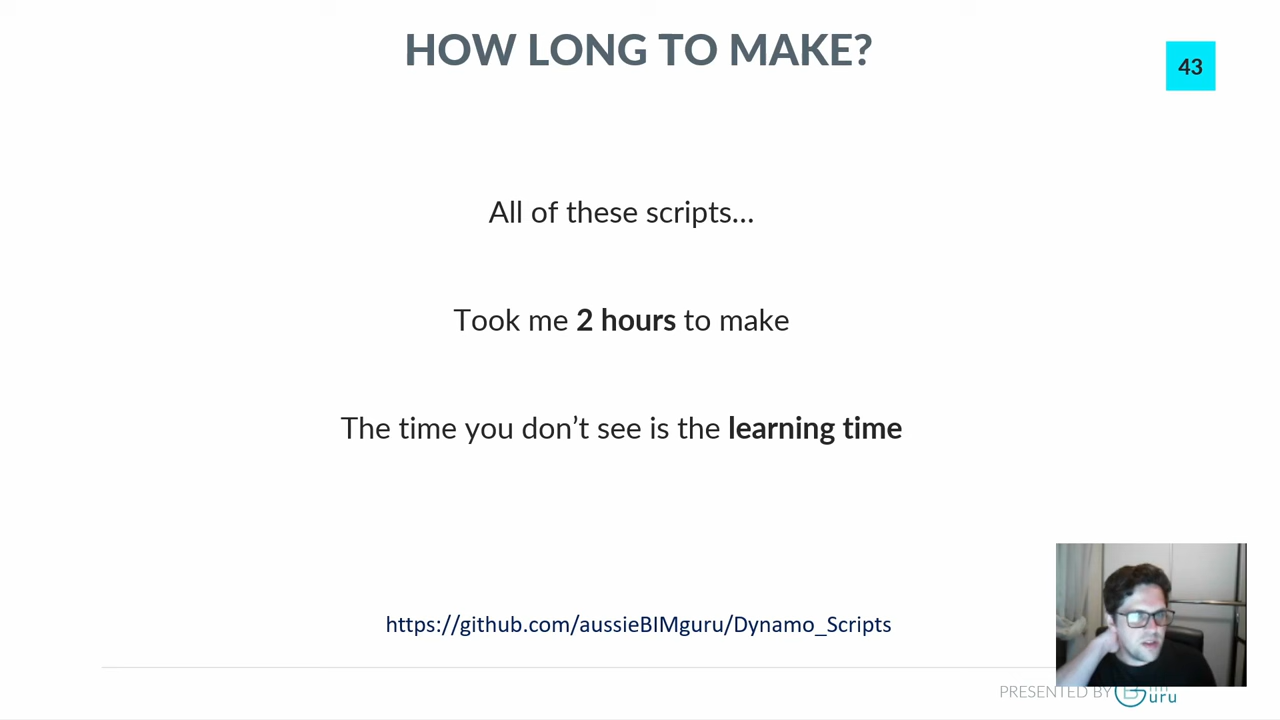 HOW LONG TO MAKE?
43
All of these scripts...
Took me 2 hours to make
The time you don't see is the learning time
https://github.com/aussieBIMguru/Dynamo_Scripts
PRESENTED BY
uru